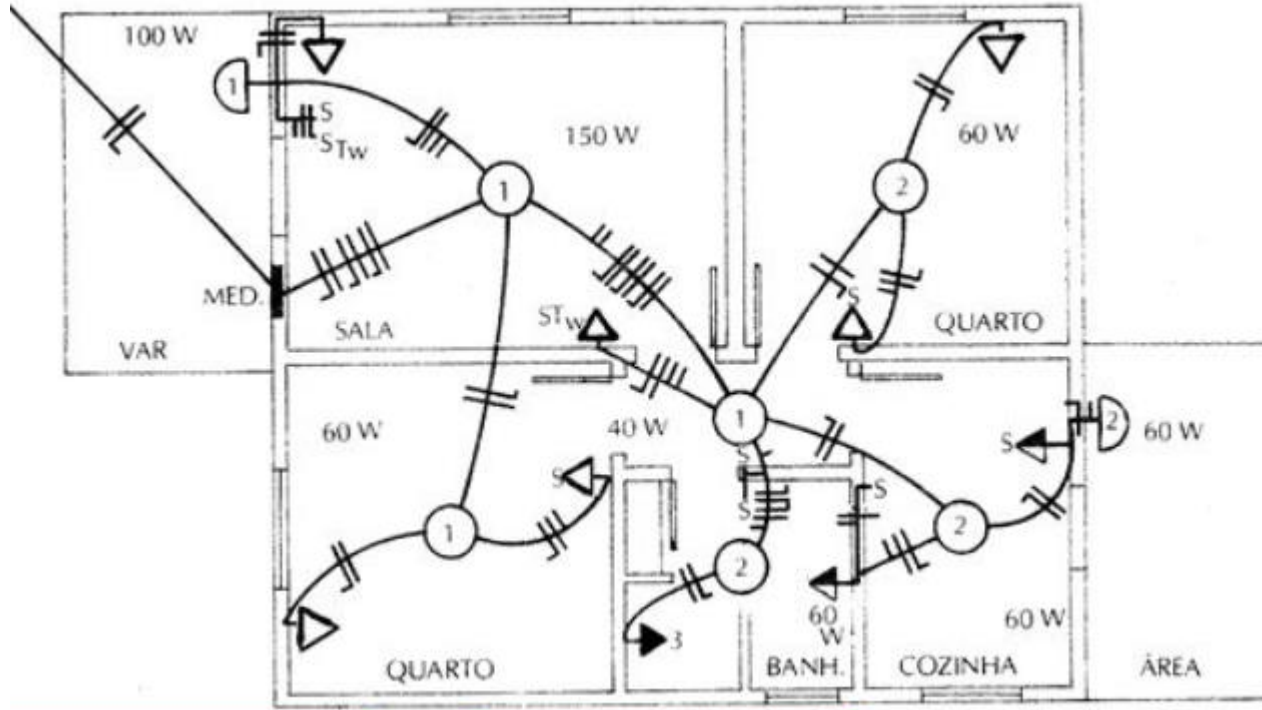 100 W
1
S
S Tw
150 W
60 W
1
2
MED.
SALA
STw
S
QUARTO
VAR
60 W
40 W
1
S
2
60 W
S
S
S
S
1
2
2
3
60 W
60 W
QUARTO
BANH.
COZINHA
ÁREA